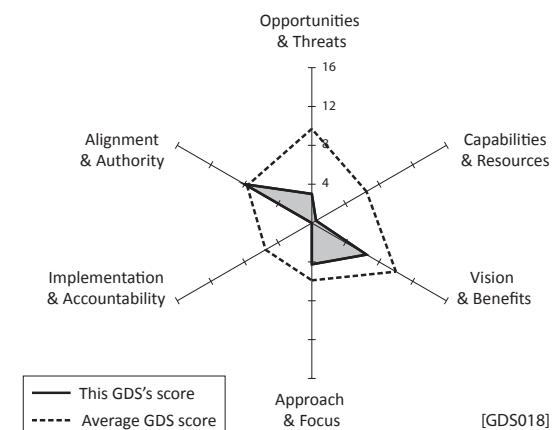 Opportunities
& Threats
16
12
8
4
Alignment
& Authority
Capabilities
& Resources
Implementation
& Accountability
Vision
& Benefits
Approach
& Focus
This GDS's score
Average GDS score
[GDS018]